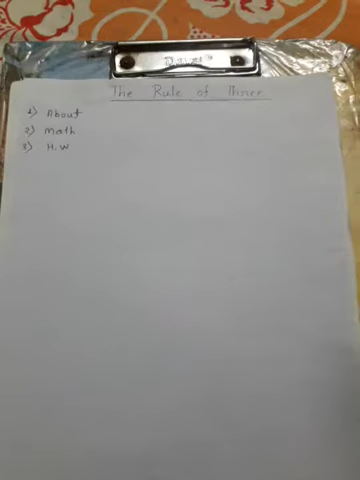 The Rule of Three
1) About
2) Math
3) H.W